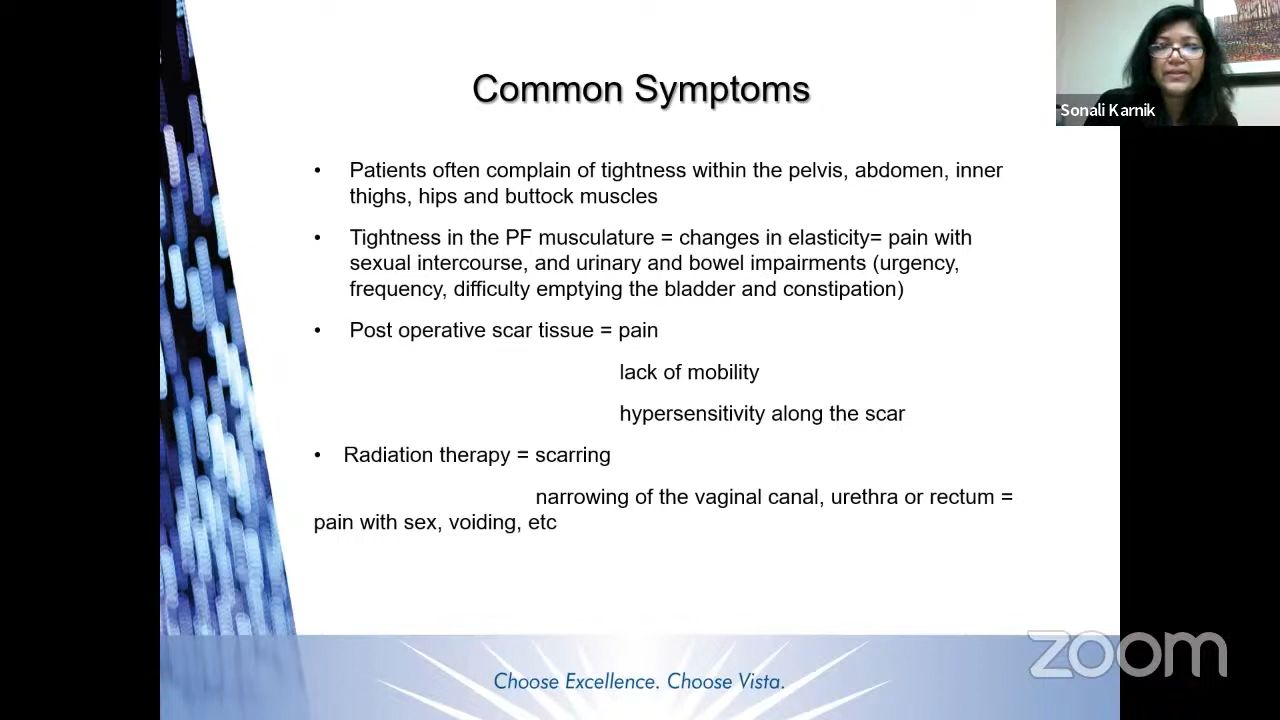 Common Symptoms
Sonali Karnik
• Patients often complain of tightness within the pelvis, abdomen, inner
thighs, hips and buttock muscles
• Tightness in the PF musculature = changes in elasticity= pain with
sexual intercourse, and urinary and bowel impairments (urgency,
frequency, difficulty emptying the bladder and constipation)
• Post operative scar tissue = pain
lack of mobility
hypersensitivity along the scar
• Radiation therapy = scarring
narrowing of the vaginal canal, urethra or rectum =
pain with sex, voiding, etc
Choose Excellence. Choose Vista.
zoom